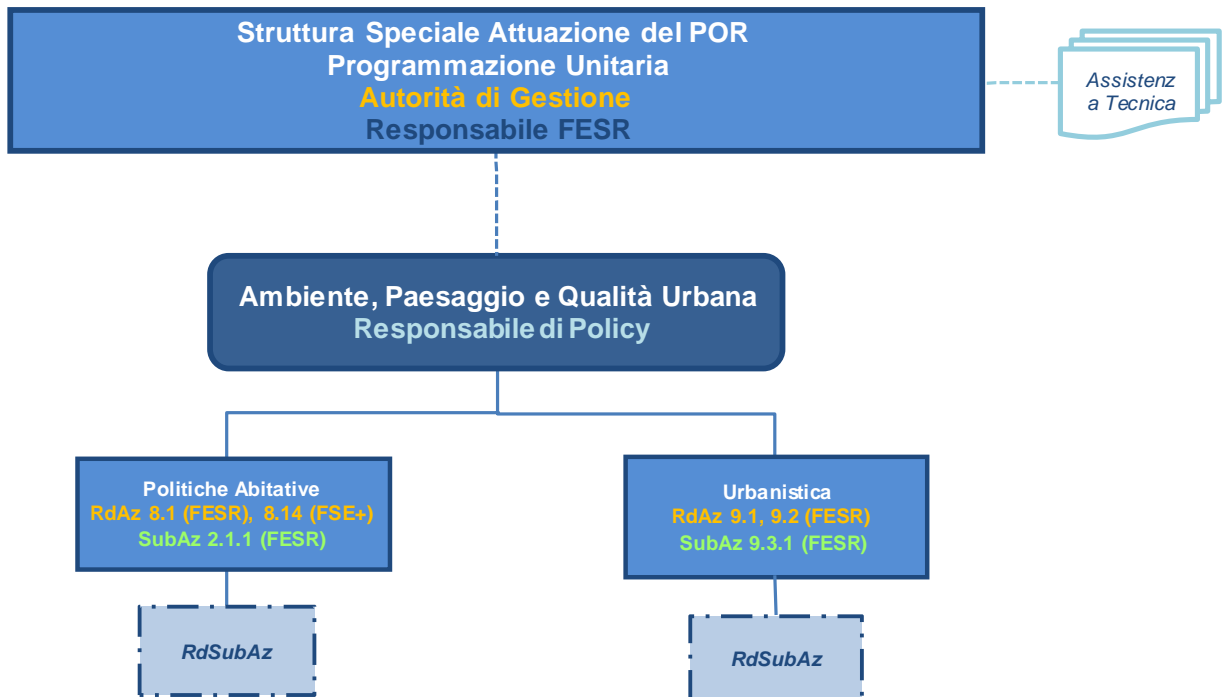 Struttura Speciale Attuazione del POR
Programmazione Unitaria
Autorità di Gestione
Responsabile FESR
Assistenz
a Tecnica
Ambiente, Paesaggio e Qualità Urbana
Responsabile di Policy
Politiche Abitative
RdAz 8.1 (FESR), 8.14 (FSE+)
SubAz 2.1.1 (FESR)
Urbanistica
RdAz 9.1, 9.2 (FESR)
SubAz 9.3.1 (FESR)
RdSubAz
RdSubAz